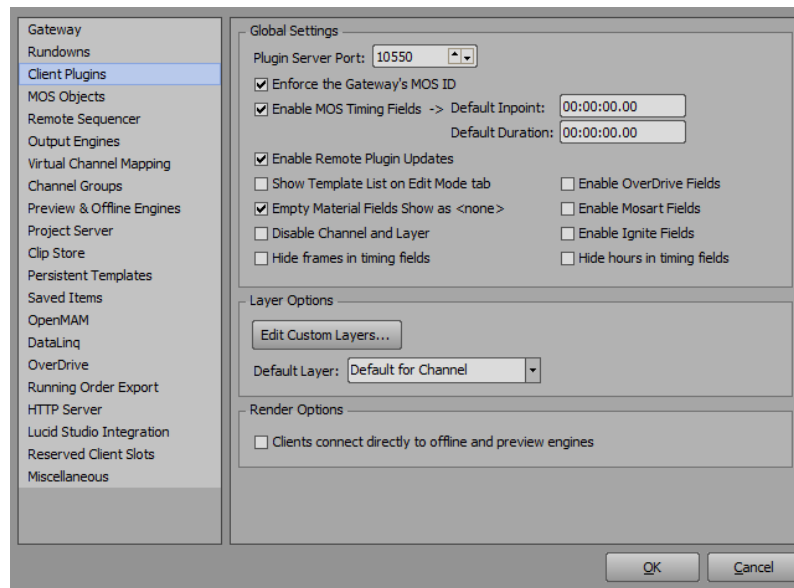 Gateway
Rundowns
Client Plugins
MOS Objects
Remote Sequencer
Output Engines
Virtual Channel Mapping
Channel Groups
Preview & Offline Engines
Project Server
Clip Store
Persistent Templates
Saved Items
OpenMAM
DataLinq
OverDrive
Running Order Export
HTTP Server
Lucid Studio Integration
Reserved Client Slots
Miscellaneous
Global Settings
Plugin Server Port: 10550
Enforce the Gateway's MOS ID
Enable MOS Timing Fields -> Default Inpoint: 00:00:00.00
Default Duration: 00:00:00.00
Enable Remote Plugin Updates
Show Template List on Edit Mode tab Enable OverDrive Fields
Empty Material Fields Show as <none> Enable Mosart Fields
Disable Channel and Layer Enable Ignite Fields
Hide frames in timing fields Hide hours in timing fields
Layer Options
Edit Custom Layers...
Default Layer: Default for Channel
Render Options
Clients connect directly to offline and preview engines
OK Cancel